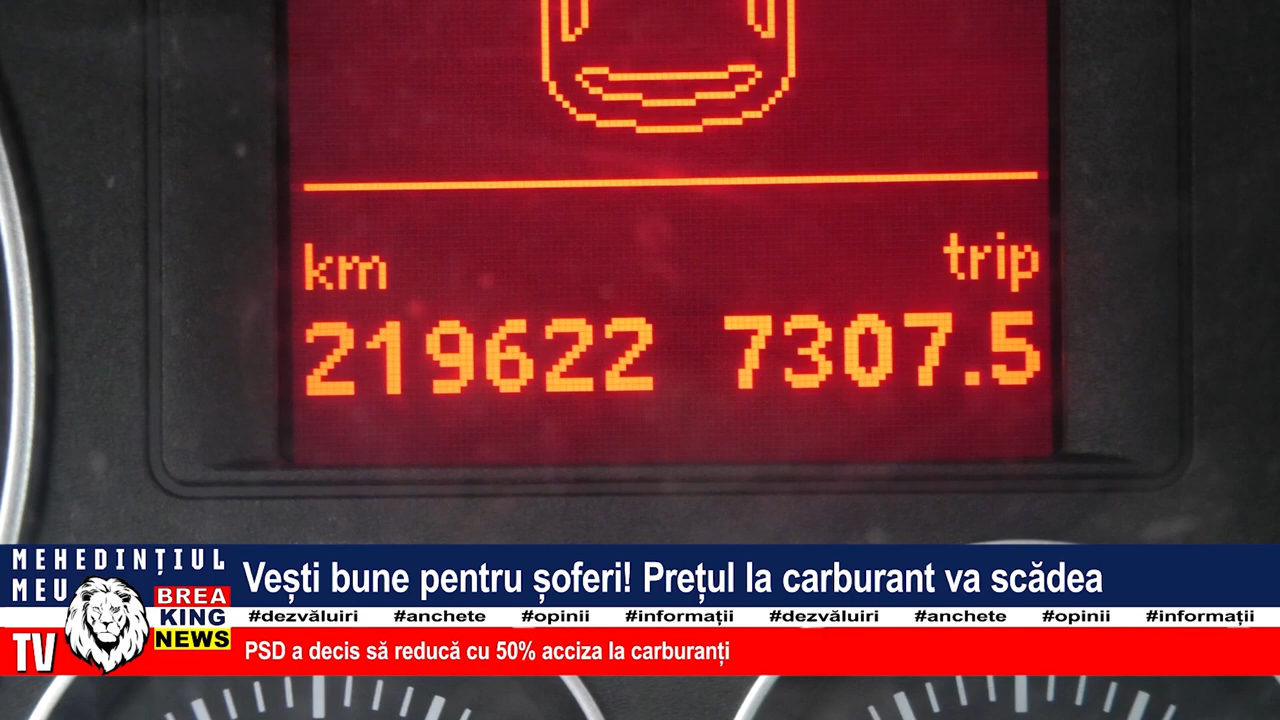 km trip
219622 7307.5
MEHEDINȚIUL
MEU
TV
BREA
KING
NEWS
Vești bune pentru șoferi! Prețul la carburant va scădea
#dezvăluiri #anchete #opinii #informații #dezvăluiri #anchete #opinii #informații
PSD a decis să reducă cu 50% acciza la carburanți